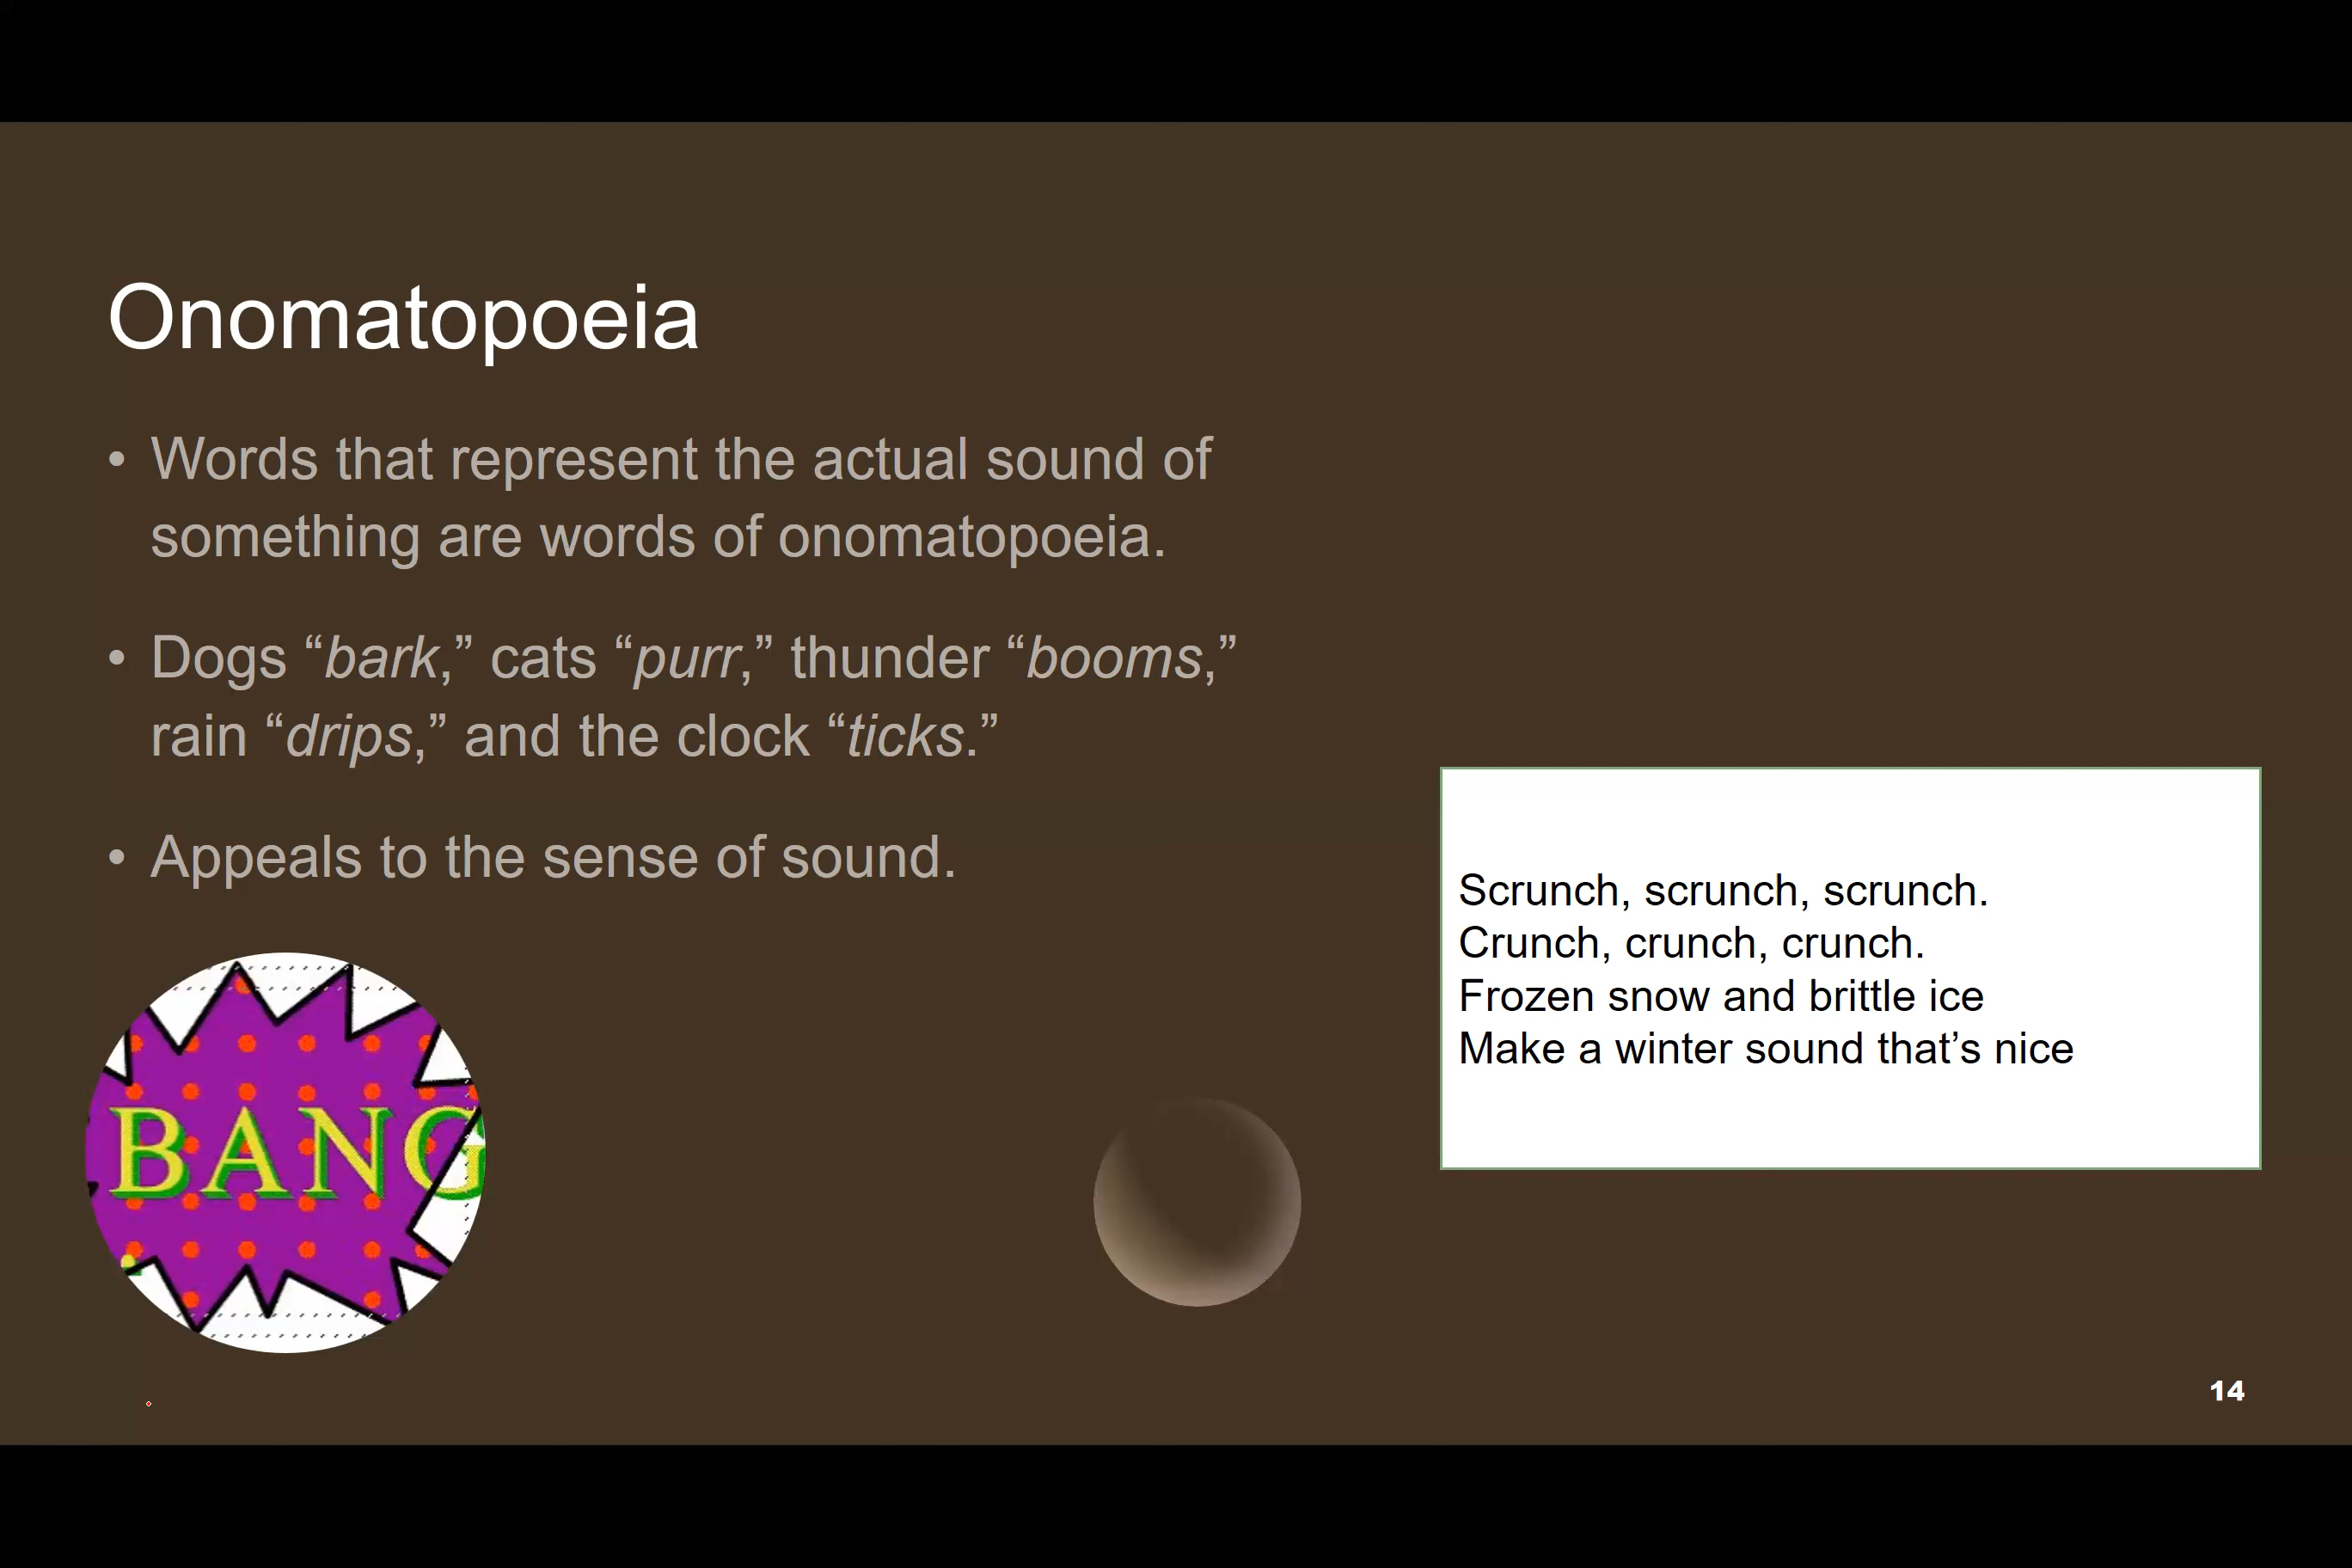 Onomatopoeia
• Words that represent the actual sound of
something are words of onomatopoeia.
• Dogs “bark,” cats “purr,” thunder “booms,”
rain “drips,” and the clock “ticks.”
• Appeals to the sense of sound.
Scrunch, scrunch, scrunch.
Crunch, crunch, crunch.
Frozen snow and brittle ice
Make a winter sound that’s nice
BANG
14